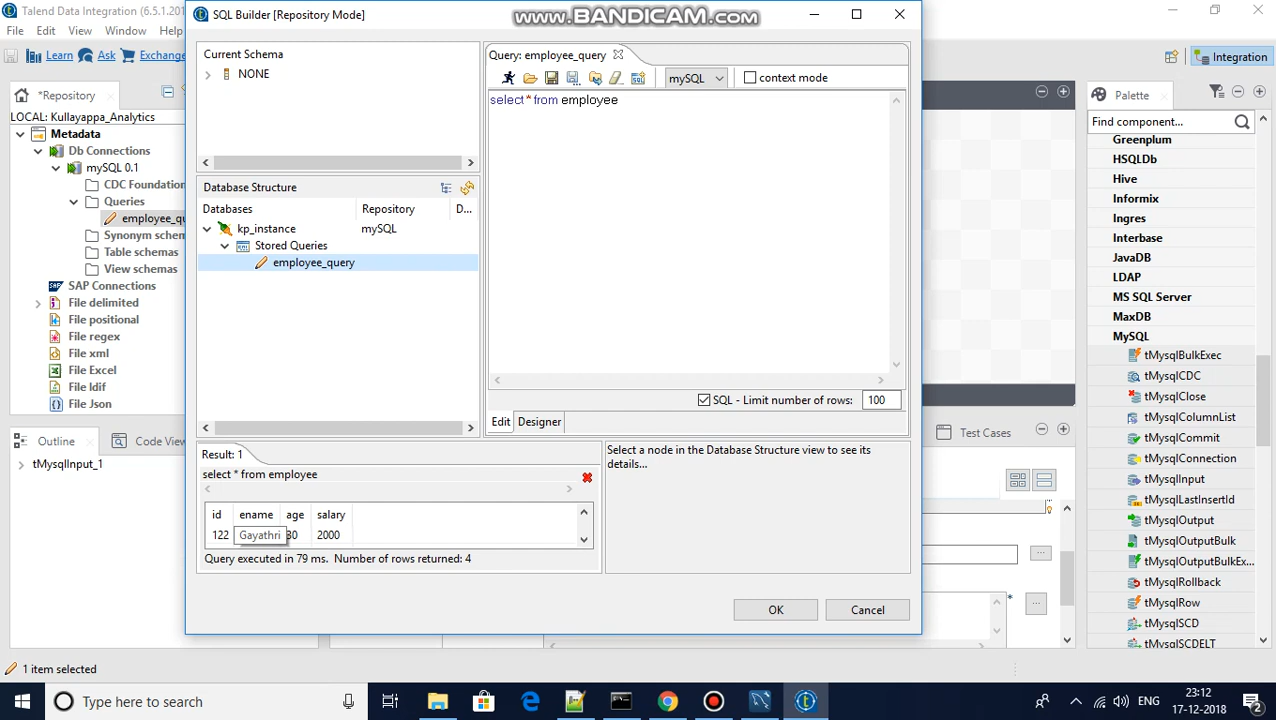 Talend Data Integration (6.5.1.2
SQL Builder [Repository Mode]
www.BANDICAM.com
File Edit View Window
Learn Ask Exchange
Integration
*Repository
LOCAL: Kullayappa_Analytics
Metadata
Db Connections
mySQL 0.1
CDC Foundation
Queries
employee_qu
Synonym schem
Table schemas
View schemas
SAP Connections
File delimited
File positional
File regex
File xml
File Excel
File ldif
File Json
Outline
Code View
tMysqlInput_1
1 item selected
Current Schema
NONE
Database Structure
Databases Repository D...
kp_instance mySQL
Stored Queries
employee_query
Query: employee_query
mySQL context mode
select * from employee
SQL - Limit number of rows: 100
Edit Designer
Result: 1
select * from employee
id ename age salary
122 Gayathri 30 2000
Query executed in 79 ms. Number of rows returned: 4
Select a node in the Database Structure view to see its
details...
OK Cancel
Test Cases
*
Palette
Find component...
Greenplum
HSQLDb
Hive
Informix
Ingres
Interbase
JavaDB
LDAP
MS SQL Server
MaxDB
MySQL
tMysqlBulkExec
tMysqlCDC
tMysqlClose
tMysqlColumnList
tMysqlCommit
tMysqlConnection
tMysqlInput
tMysqlLastInsertId
tMysqlOutput
tMysqlOutputBulk
tMysqlOutputBulkEx...
tMysqlRollback
tMysqlRow
tMysqlSCD
tMysqlSCDELT
Type here to search
ENG
23:12
17-12-2018
2